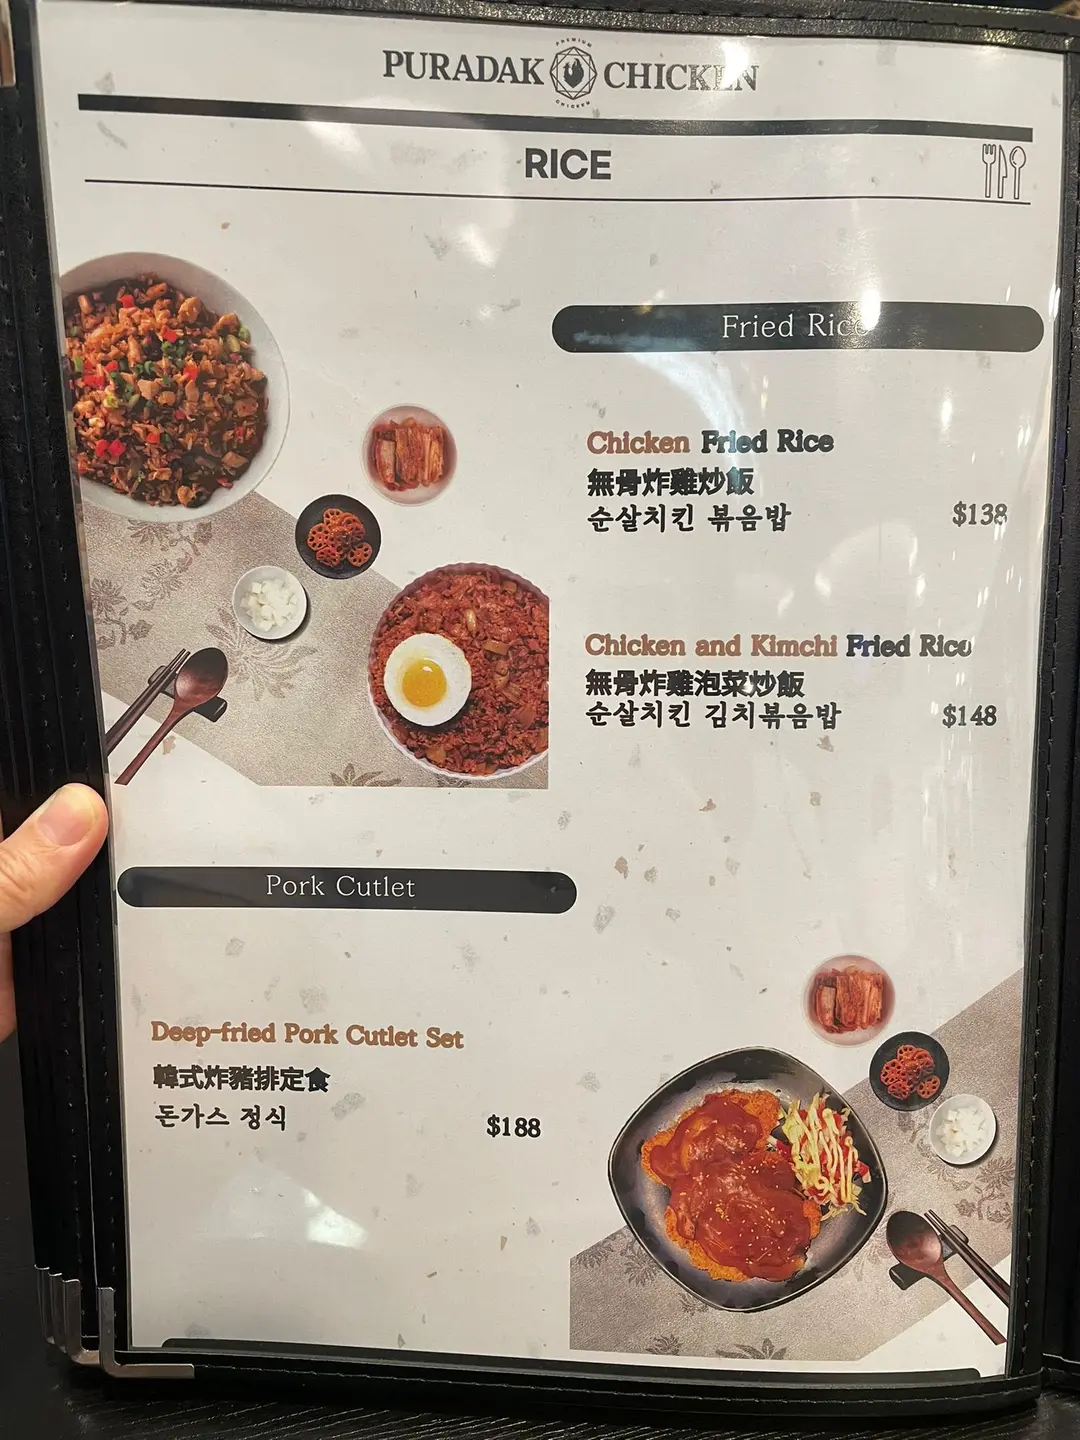 PURADAK CHICKEN
PREMIUM
CHICKEN
RICE
Fried Rice
Chicken Fried Rice
無骨炸雞炒飯
순살치킨 볶음밥 $138
Chicken and Kimchi Fried Rice
無骨炸雞泡菜炒飯
순살치킨 김치볶음밥 $148
Pork Cutlet
Deep-fried Pork Cutlet Set
韓式炸豬排定食
돈가스 정식 $188